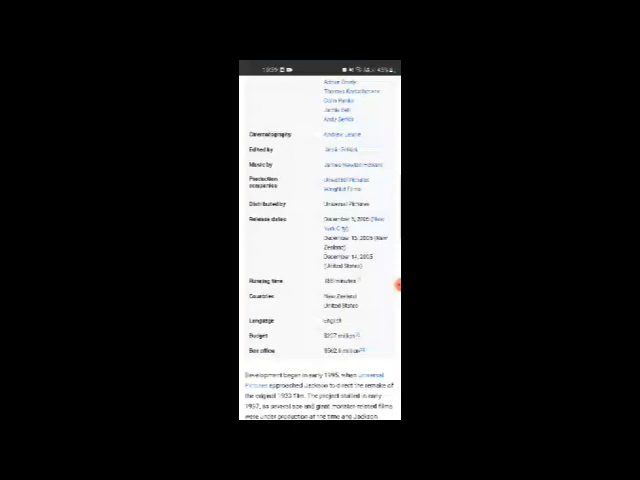 Adrien Brody
Thomas Kretschmann
Colin Hanks
Jamie Bell
Andy Serkis
Cinematography Andrew Lesnie
Edited by Jamie Selkirk
Music by James Newton Howard
Production companies Universal Pictures
WingNut Films
Distributed by Universal Pictures
Release dates December 5, 2005 (New
York City)
December 13, 2005 (New
Zealand)
December 14, 2005
(United States)
Running time minutes
Countries New Zealand
United States
Language English
Budget $207 million
Box office million
Development began in early 1995, when Universal
Pictures approached Jackson to direct the remake of
the original 1933 film. The project stalled in early
1997, as several ape and giant monster-related films
were under production at the time and Jackson